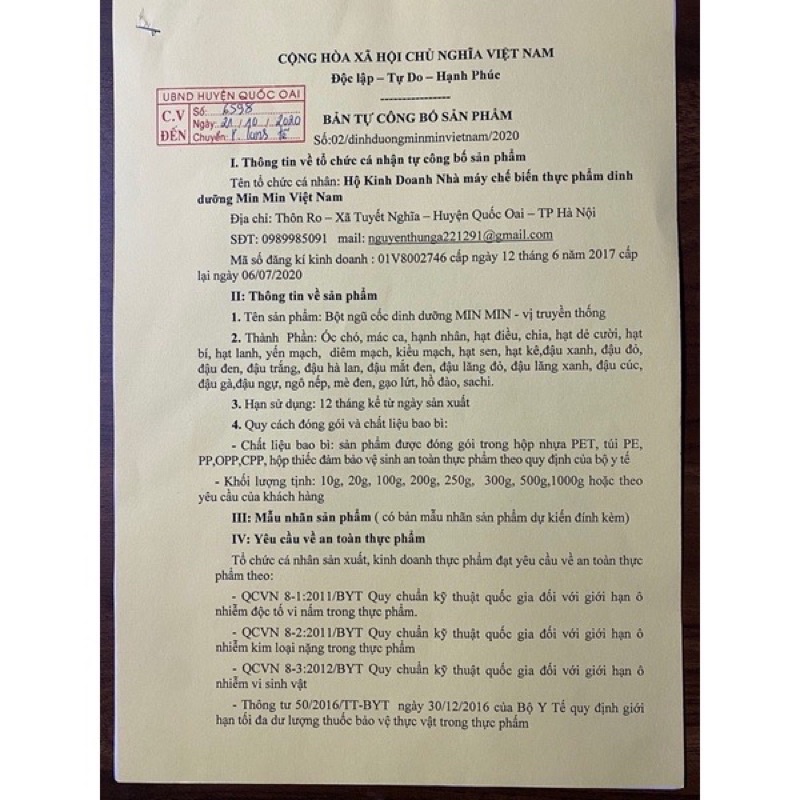 CỘNG HÒA XÃ HỘI CHỦ NGHĨA VIỆT NAM
Độc lập – Tự Do – Hạnh Phúc
---------------
UBND HUYỆN QUỐC OAI
C.V ĐẾN
Số: 6598
Ngày: 21/10/2020
Chuyển: P. Kinh tế
BẢN TỰ CÔNG BỐ SẢN PHẨM
Số:02/dinhduongminminvietnam/2020
I. Thông tin về tổ chức cá nhận tự công bố sản phẩm
Tên tổ chức cá nhân: Hộ Kinh Doanh Nhà máy chế biến thực phẩm dinh
dưỡng Min Min Việt Nam
Địa chỉ: Thôn Ro – Xã Tuyết Nghĩa – Huyện Quốc Oai – TP Hà Nội
SĐT: 0989985091 mail: nguyenthunga221291@gmail.com
Mã số đăng kí kinh doanh : 01V8002746 cấp ngày 12 tháng 6 năm 2017 cấp
lại ngày 06/07/2020
II: Thông tin về sản phẩm
1. Tên sản phẩm: Bột ngũ cốc dinh dưỡng MIN MIN - vị truyền thống
2. Thành Phần: Óc chó, mác ca, hạnh nhân, hạt điều, chia, hạt dẻ cười, hạt
bí, hạt lanh, yến mạch, diêm mạch, kiều mạch, hạt sen, hạt kê,đậu xanh, đậu đỏ,
đậu đen, đậu trắng, đậu hà lan, đậu mắt đen, đậu lăng đỏ, đậu lăng xanh, đậu cúc,
đậu gà,đậu ngự, ngô nếp, mè đen, gạo lứt, hồ đào, sachi.
3. Hạn sử dụng: 12 tháng kể từ ngày sản xuất
4. Quy cách đóng gói và chất liệu bao bì:
- Chất liệu bao bì: sản phẩm được đóng gói trong hộp nhựa PET, túi PE,
PP,OPP,CPP, hộp thiếc đảm bảo vệ sinh an toàn thực phẩm theo quy định của bộ y tế
- Khối lượng tịnh: 10g, 20g, 100g, 200g, 250g, 300g, 500g,1000g hoặc theo
yêu cầu của khách hàng
III: Mẫu nhãn sản phẩm ( có bản mẫu nhãn sản phẩm dự kiến đính kèm)
IV: Yêu cầu về an toàn thực phẩm
Tổ chức cá nhân sản xuất, kinh doanh thực phẩm đạt yêu cầu về an toàn thực
phẩm theo:
- QCVN 8-1:2011/BYT Quy chuẩn kỹ thuật quốc gia đối với giới hạn ô
nhiễm độc tố vi nấm trong thực phẩm.
- QCVN 8-2:2011/BYT Quy chuẩn kỹ thuật quốc gia đối với giới hạn ô
nhiễm kim loại nặng trong thực phẩm
- QCVN 8-3:2012/BYT Quy chuẩn kỹ thuật quốc gia đối với giới hạn ô
nhiễm vi sinh vật
- Thông tư 50/2016/TT-BYT ngày 30/12/2016 của Bộ Y Tế quy định giới
hạn tối đa dư lượng thuốc bảo vệ thực vật trong thực phẩm